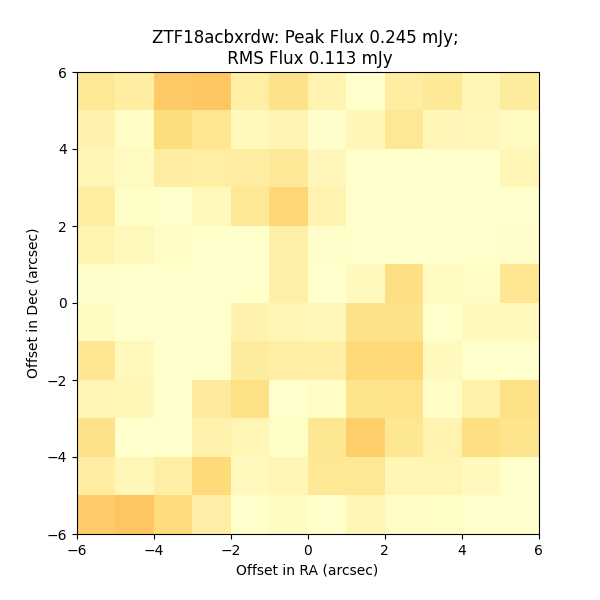 ZTF18acbxrdw: Peak Flux 0.245 mJy;
RMS Flux 0.113 mJy
6
4
2
0
−2
−4
−6
Offset in Dec (arcsec)
−6 −4 −2 0 2 4 6
Offset in RA (arcsec)